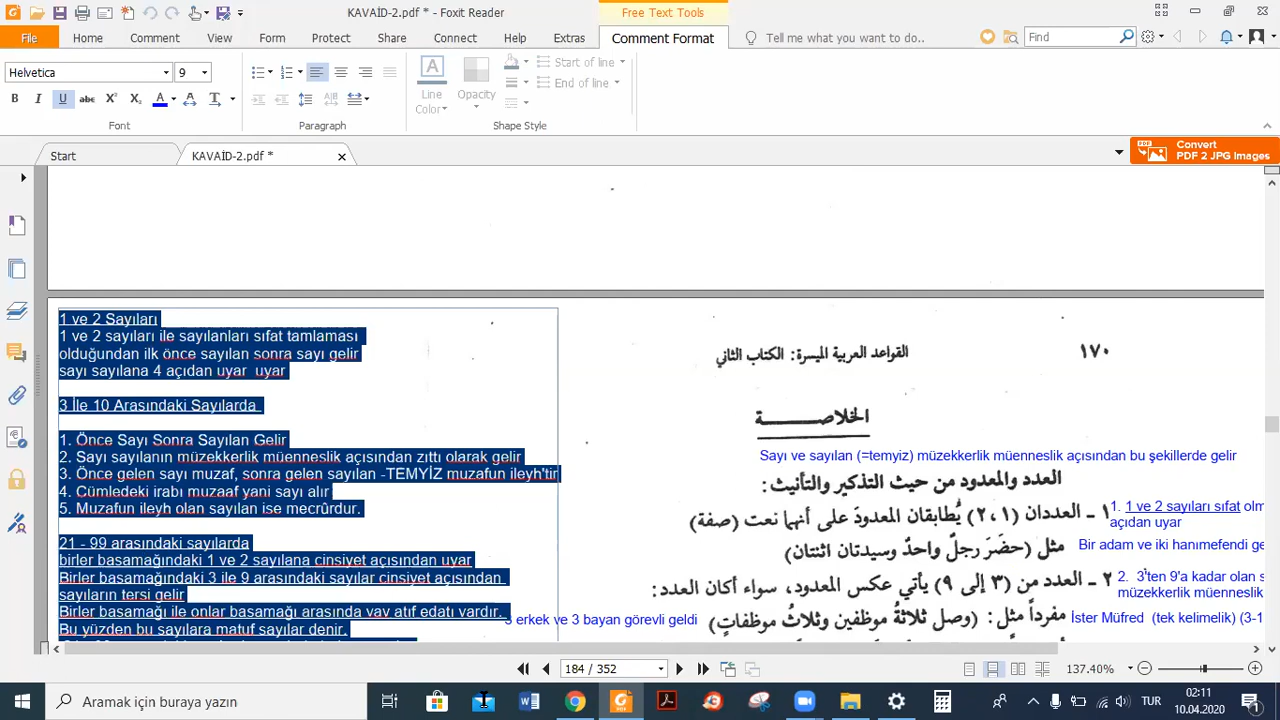 KAVAİD-2.pdf * - Foxit Reader
Free Text Tools
File
Home
Comment
View
Form
Protect
Share
Connect
Help
Extras
Comment Format
Tell me what you want to do..
Find
Helvetica
9
Font
Paragraph
Line
Color
Opacity
Start of line
End of line
Shape Style
Start
KAVAİD-2.pdf *
Convert
PDF 2 JPG Images
1 ve 2 Sayıları
1 ve 2 sayıları ile sayılanları sıfat tamlaması
olduğundan ilk önce sayılan sonra sayı gelir
sayı sayılana 4 açıdan uyar uyar
3 İle 10 Arasındaki Sayılarda
1. Önce Sayı Sonra Sayılan Gelir
2. Sayı sayılanın müzekkerlik müenneslik açısından zıttı olarak gelir
3. Önce gelen sayı muzaf, sonra gelen sayılan -TEMYİZ muzafun ileyh'tir
4. Cümledeki irabı muzaaf yani sayı alır
5. Muzafun ileyh olan sayılan ise mecrûrdur.
21 - 99 arasındaki sayılarda
birler basamağındaki 1 ve 2 sayılana cinsiyet açısından uyar
Birler basamağındaki 3 ile 9 arasındaki sayılar cinsiyet açısından
sayıların tersi gelir
Birler basamağı ile onlar basamağı arasında vav atıf edatı vardır.
Bu yüzden bu sayılara matuf sayılar denir.
القواعد العربية الميسرة: الكتاب الثاني
١٧٠
الخلاصـــــــــة
Sayı ve sayılan (=temyiz) müzekkerlik müenneslik açısından bu şekillerde gelir
العدد والمعدود من حيث التذكير والتأنيث:
١ ـ العددان (١،٢) يُطابقان المعدودَ على أنهما نعت (صفة)
1. 1 ve 2 sayıları sıfat
açıdan uyar
مثل (حضَرَ رجلٌ واحدٌ وسيدتان اثنتان)
Bir adam ve iki hanımefendi
٢ ـ العدد من (٣ إلى ٩) يأتي عكس المعدود، سواء أكان العدد:
2. 3'ten 9'a kadar olan
müzekkerlik müenneslik
مفرداً مثل: (وصل ثلاثةُ موظفين وثلاثُ موظفاتٍ)
3 erkek ve 3 bayan görevli geldi
İster Müfred (tek kelimelik)
184 / 352
137.40%
Aramak için buraya yazın
TUR
02:11
10.04.2020